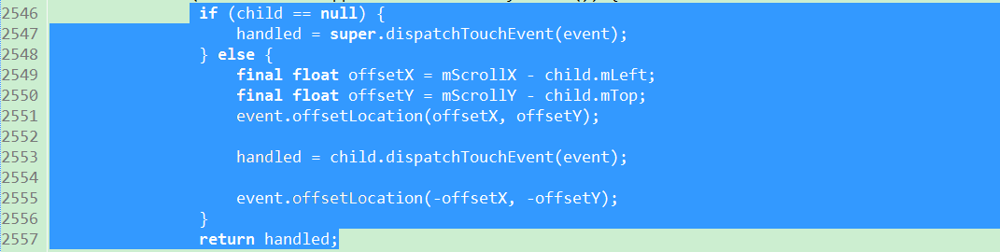 2546 if (child == null) {
2547 handled = super.dispatchTouchEvent(event);
2548 } else {
2549 final float offsetX = mScrollX - child.mLeft;
2550 final float offsetY = mScrollY - child.mTop;
2551 event.offsetLocation(offsetX, offsetY);
2552
2553 handled = child.dispatchTouchEvent(event);
2554
2555 event.offsetLocation(-offsetX, -offsetY);
2556 }
2557 return handled;